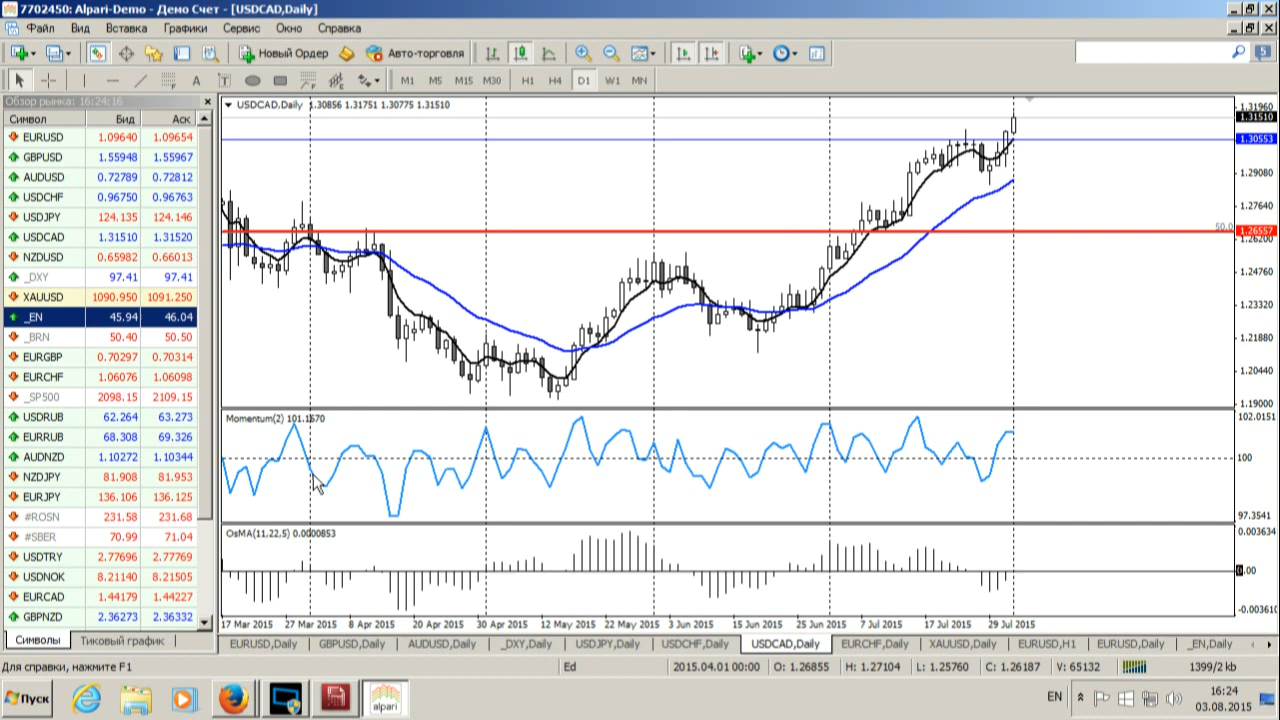 7702450: Alpari-Demo - Демо Счет - [USDCAD,Daily]
Файл Вид Вставка Графики Сервис Окно Справка
Новый Ордер Авто-торговля 5
A T M1 M5 M15 M30 H1 H4 D1 W1 MN
Обзор рынка: 16:24:16
Символ Бид Аск
EURUSD 1.09640 1.09654
GBPUSD 1.55948 1.55967
AUDUSD 0.72789 0.72812
USDCHF 0.96750 0.96763
USDJPY 124.135 124.146
USDCAD 1.31510 1.31520
NZDUSD 0.65982 0.66013
_DXY 97.41 97.41
XAUUSD 1090.950 1091.250
_EN 45.94 46.04
_BRN 50.40 50.50
EURGBP 0.70297 0.70314
EURCHF 1.06076 1.06098
_SP500 2098.15 2109.15
USDRUB 62.264 63.273
EURRUB 68.308 69.326
AUDNZD 1.10272 1.10344
NZDJPY 81.908 81.953
EURJPY 136.106 136.125
#ROSN 231.58 231.68
#SBER 70.99 71.04
USDTRY 2.77696 2.77769
USDNOK 8.21140 8.21505
EURCAD 1.44179 1.44227
GBPNZD 2.36273 2.36332
Символы Тиковый график
USDCAD,Daily 1.30856 1.31751 1.30775 1.31510
1.31960
1.31510
1.30553
1.29080
1.27640
50.0
1.26557
1.26200
1.24760
1.23320
1.21880
1.20440
1.19000
Momentum(2) 101.1670
102.0151
100
97.3541
OsMA(11,22,5) 0.0000853
0.003634
0.00
-0.003610
17 Mar 2015 27 Mar 2015 8 Apr 2015 20 Apr 2015 30 Apr 2015 12 May 2015 22 May 2015 3 Jun 2015 15 Jun 2015 25 Jun 2015 7 Jul 2015 17 Jul 2015 29 Jul 2015
EURUSD,Daily GBPUSD,Daily AUDUSD,Daily _DXY,Daily USDJPY,Daily USDCHF,Daily USDCAD,Daily EURCHF,Daily XAUUSD,Daily EURUSD,H1 EURUSD,Daily _EN,Daily
Для справки, нажмите F1 Ed 2015.04.01 00:00 O: 1.26855 H: 1.27104 L: 1.25760 C: 1.26187 V: 65132 1399/2 kb
Пуск alpari EN 16:24
03.08.2015